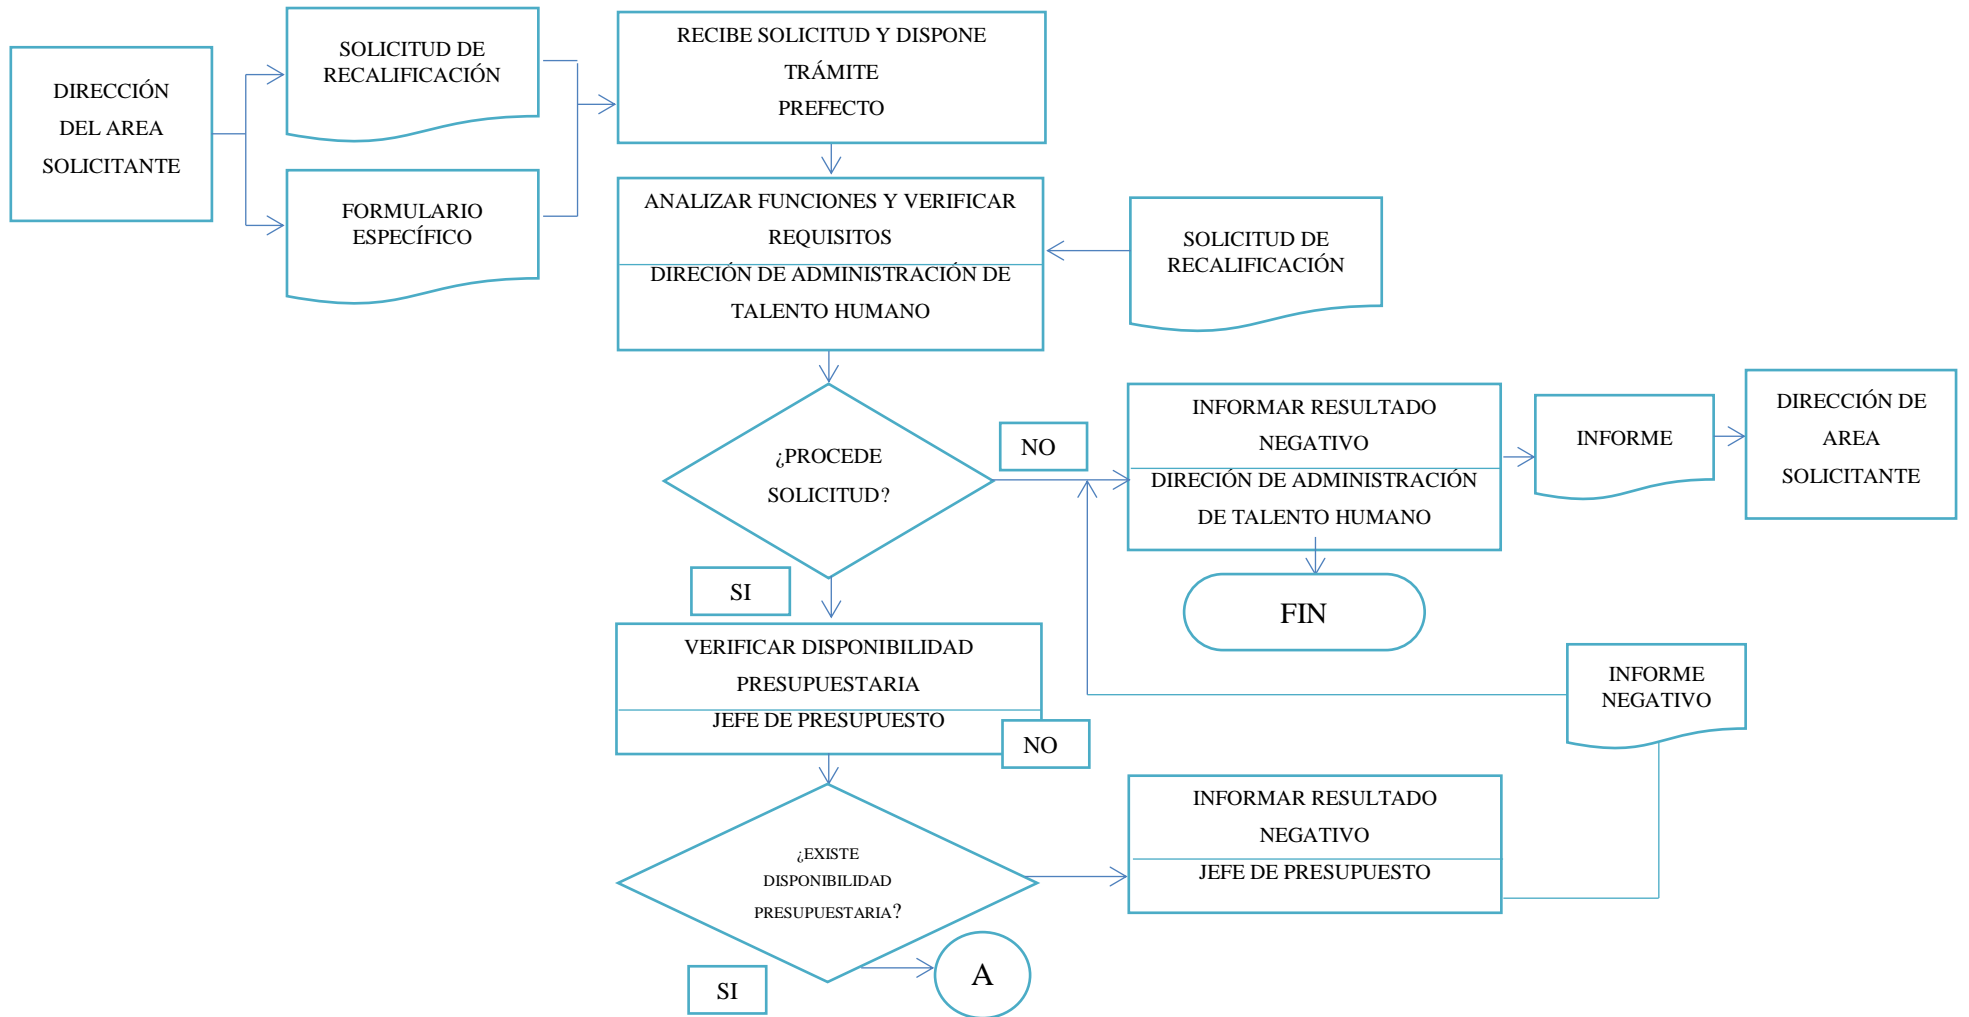 DIRECCIÓN
DEL AREA
SOLICITANTE
SOLICITUD DE
RECALIFICACIÓN
FORMULARIO
ESPECÍFICO
RECIBE SOLICITUD Y DISPONE
TRÁMITE
PREFECTO
ANALIZAR FUNCIONES Y VERIFICAR
REQUISITOS
DIRECIÓN DE ADMINISTRACIÓN DE
TALENTO HUMANO
SOLICITUD DE
RECALIFICACIÓN
¿PROCEDE
SOLICITUD?
NO
INFORMAR RESULTADO
NEGATIVO
DIRECIÓN DE ADMINISTRACIÓN
DE TALENTO HUMANO
INFORME
DIRECCIÓN DE
AREA
SOLICITANTE
FIN
SI
VERIFICAR DISPONIBILIDAD
PRESUPUESTARIA
JEFE DE PRESUPUESTO
NO
INFORME
NEGATIVO
¿EXISTE
DISPONIBILIDAD
PRESUPUESTARIA?
INFORMAR RESULTADO
NEGATIVO
JEFE DE PRESUPUESTO
SI
A